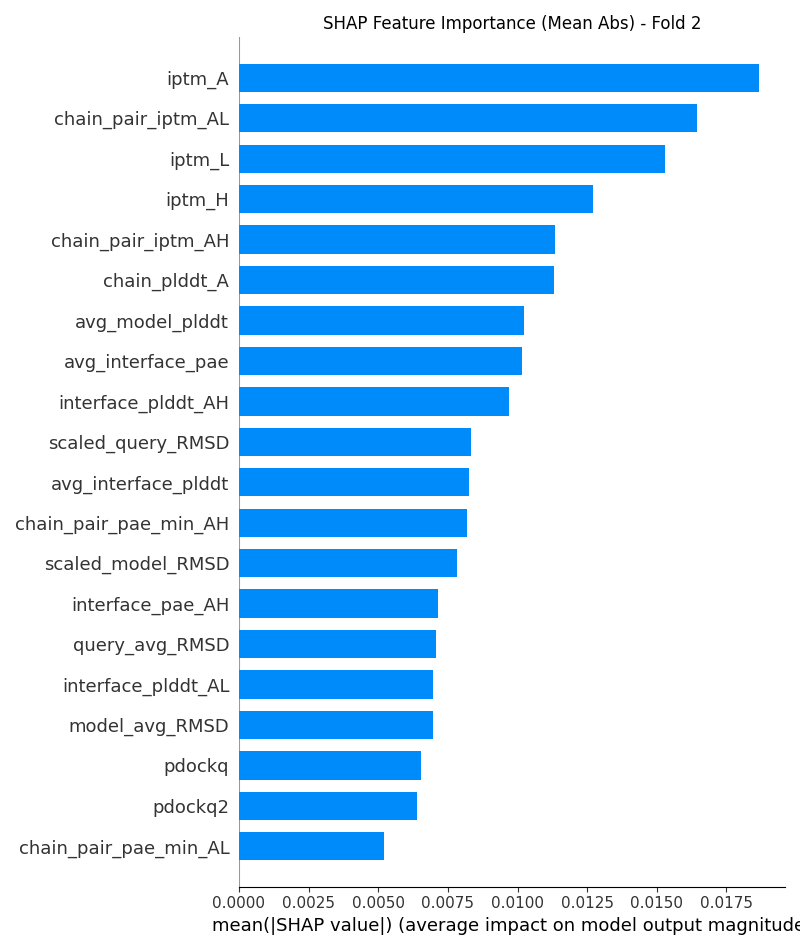 SHAP Feature Importance (Mean Abs) - Fold 2
iptm_A
chain_pair_iptm_AL
iptm_L
iptm_H
chain_pair_iptm_AH
chain_plddt_A
avg_model_plddt
avg_interface_pae
interface_plddt_AH
scaled_query_RMSD
avg_interface_plddt
chain_pair_pae_min_AH
scaled_model_RMSD
interface_pae_AH
query_avg_RMSD
interface_plddt_AL
model_avg_RMSD
pdockq
pdockq2
chain_pair_pae_min_AL
0.0000 0.0025 0.0050 0.0075 0.0100 0.0125 0.0150 0.0175
mean(|SHAP value|) (average impact on model output magnitude